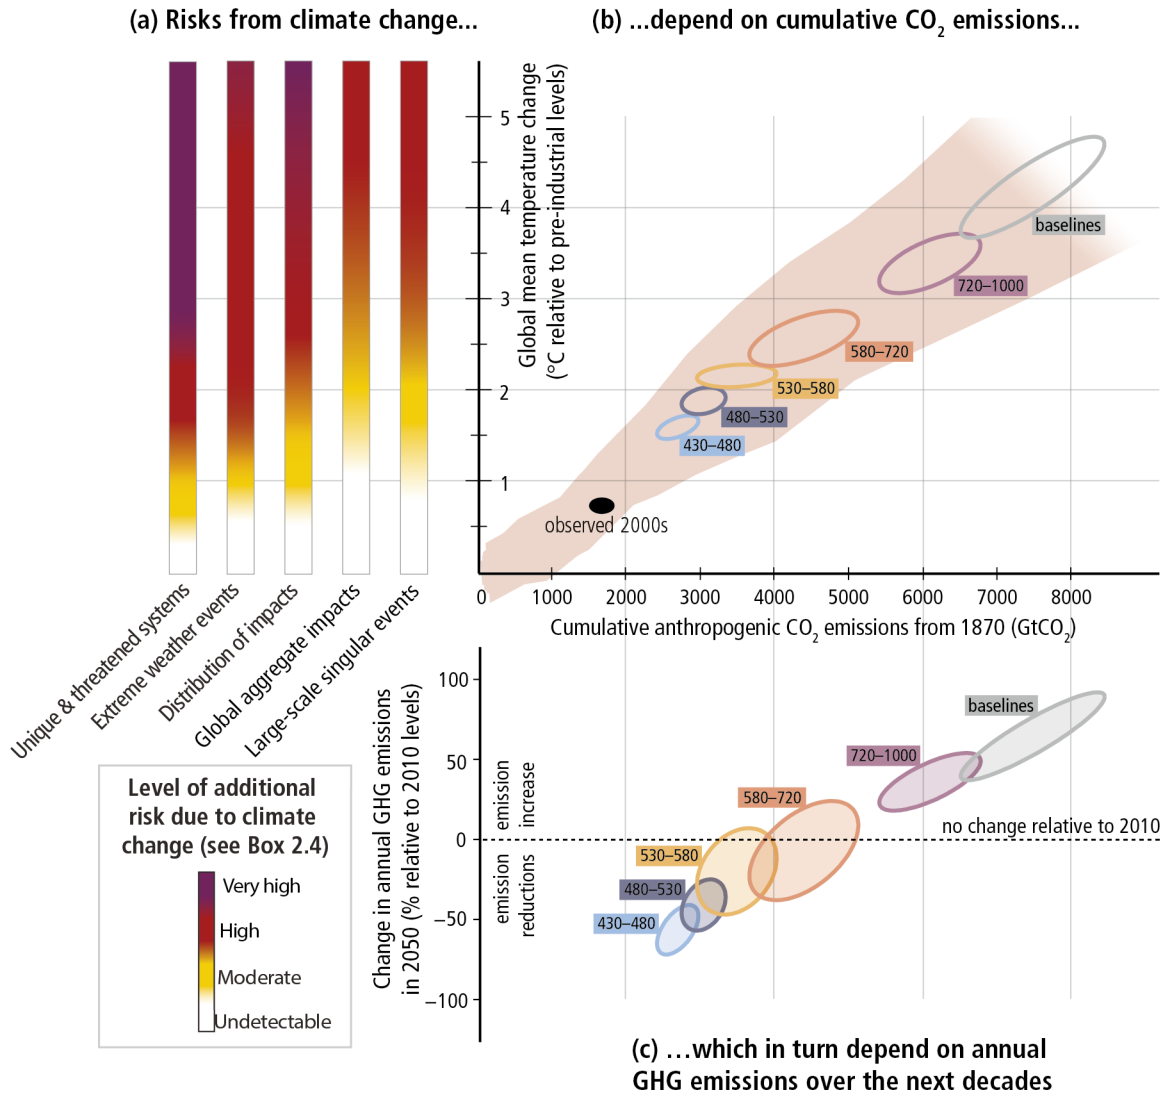 (a) Risks from climate change...
(b) ...depend on cumulative CO2 emissions...
Global mean temperature change
(°C relative to pre-industrial levels)
5
4
3
2
1
baselines
720–1000
580–720
530–580
480–530
430–480
observed 2000s
0
1000
2000
3000
4000
5000
6000
7000
8000
Cumulative anthropogenic CO2 emissions from 1870 (GtCO2)
Unique & threatened systems
Extreme weather events
Distribution of impacts
Global aggregate impacts
Large-scale singular events
Level of additional
risk due to climate
change (see Box 2.4)
Very high
High
Moderate
Undetectable
Change in annual GHG emissions
in 2050 (% relative to 2010 levels)
100
50
0
−50
−100
emission
increase
emission
reductions
baselines
720–1000
580–720
no change relative to 2010
530–580
480–530
430–480
(c) ...which in turn depend on annual
GHG emissions over the next decades